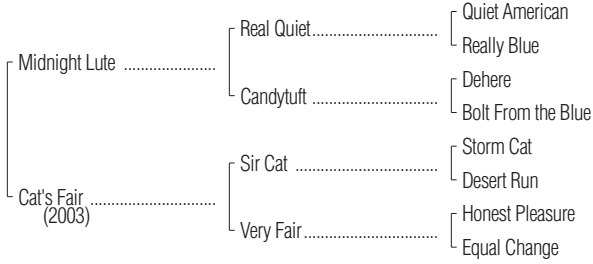 Quiet American
Real Quiet
Really Blue
Midnight Lute
Dehere
Candytuft
Bolt From the Blue
Storm Cat
Sir Cat
Desert Run
Cat's Fair
(2003)
Honest Pleasure
Very Fair
Equal Change